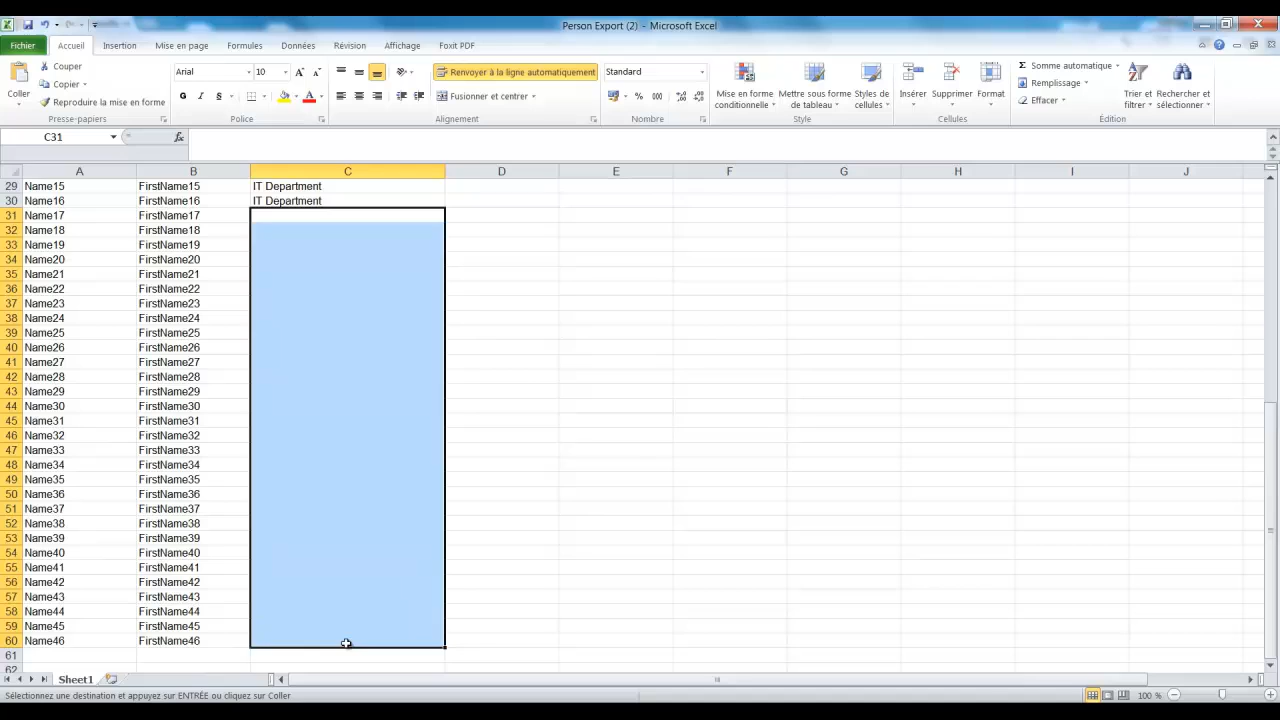 Person Export (2) - Microsoft Excel
Fichier Accueil Insertion Mise en page Formules Données Révision Affichage Foxit PDF
Coller
Couper
Copier
Reproduire la mise en forme
Presse-papiers
Arial 10
G I S
Police
Renvoyer à la ligne automatiquement
Fusionner et centrer
Alignement
Standard
% 000
Nombre
Mise en forme conditionnelle
Mettre sous forme de tableau
Styles de cellules
Style
Insérer Supprimer Format
Cellules
Somme automatique
Remplissage
Effacer
Trier et filtrer
Rechercher et sélectionner
Édition
C31 fx
A B C D E F G H I J
29 Name15 FirstName15 IT Department
30 Name16 FirstName16 IT Department
31 Name17 FirstName17
32 Name18 FirstName18
33 Name19 FirstName19
34 Name20 FirstName20
35 Name21 FirstName21
36 Name22 FirstName22
37 Name23 FirstName23
38 Name24 FirstName24
39 Name25 FirstName25
40 Name26 FirstName26
41 Name27 FirstName27
42 Name28 FirstName28
43 Name29 FirstName29
44 Name30 FirstName30
45 Name31 FirstName31
46 Name32 FirstName32
47 Name33 FirstName33
48 Name34 FirstName34
49 Name35 FirstName35
50 Name36 FirstName36
51 Name37 FirstName37
52 Name38 FirstName38
53 Name39 FirstName39
54 Name40 FirstName40
55 Name41 FirstName41
56 Name42 FirstName42
57 Name43 FirstName43
58 Name44 FirstName44
59 Name45 FirstName45
60 Name46 FirstName46
61
62
Sheet1
Sélectionnez une destination et appuyez sur ENTRÉE ou cliquez sur Coller
100 %